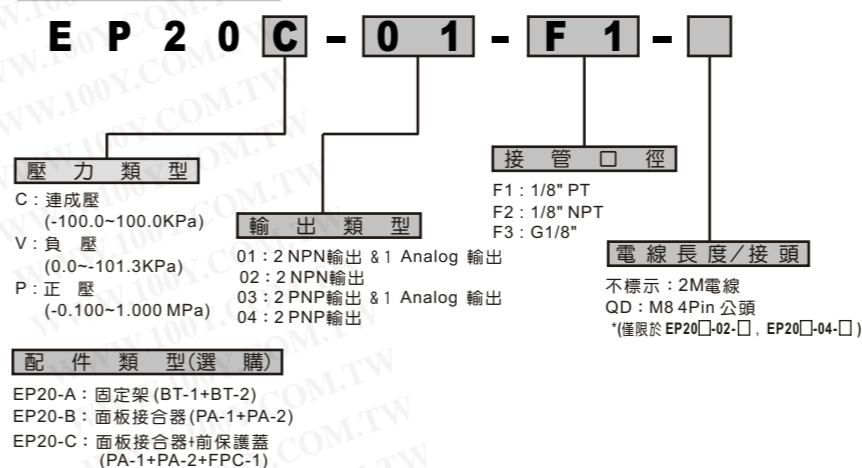 EP20C-01-F1-□
壓力類型
C：連成壓
(-100.0~100.0KPa)
V：負 壓
(0.0~-101.3KPa)
P：正 壓
(-0.100~1.000 MPa)
輸出類型
01：2 NPN輸出 &1 Analog 輸出
02：2 NPN輸出
03：2 PNP輸出 &1 Analog 輸出
04：2 PNP輸出
接管口徑
F1：1/8" PT
F2：1/8" NPT
F3：G1/8"
電線長度/接頭
不標示：2M電線
QD：M8 4Pin 公頭
*(僅限於 EP20□-02-□ , EP20□-04-□ )
配件類型(選購)
EP20-A：固定架(BT-1+BT-2)
EP20-B：面板接合器(PA-1+PA-2)
EP20-C：面板接合器+前保護蓋
(PA-1+PA-2+FPC-1)
WWW.100Y.COM.TW